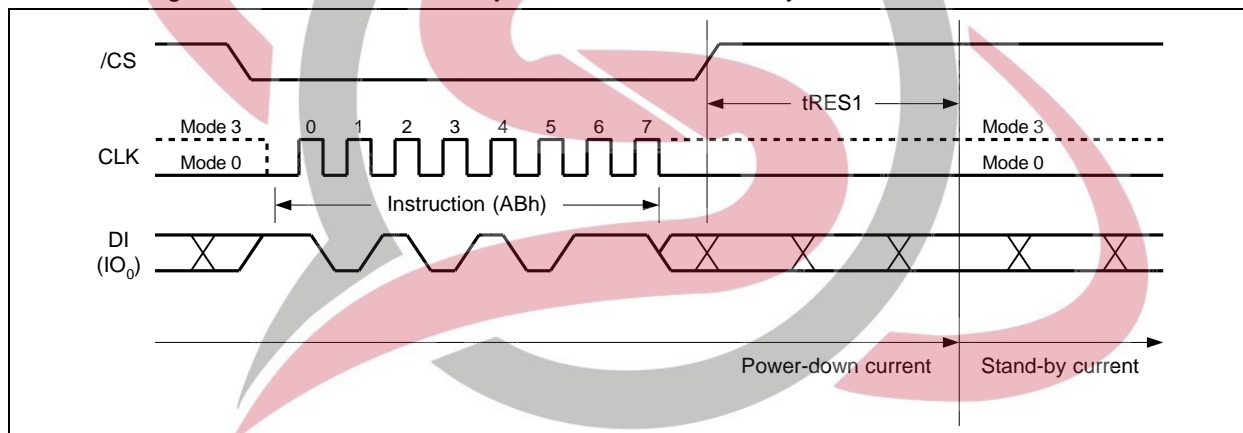 /CS
tRES1
Mode 3 0 1 2 3 4 5 6 7 Mode 3
CLK
Mode 0 Mode 0
Instruction (ABh)
DI
(IO0)
Power-down current Stand-by current